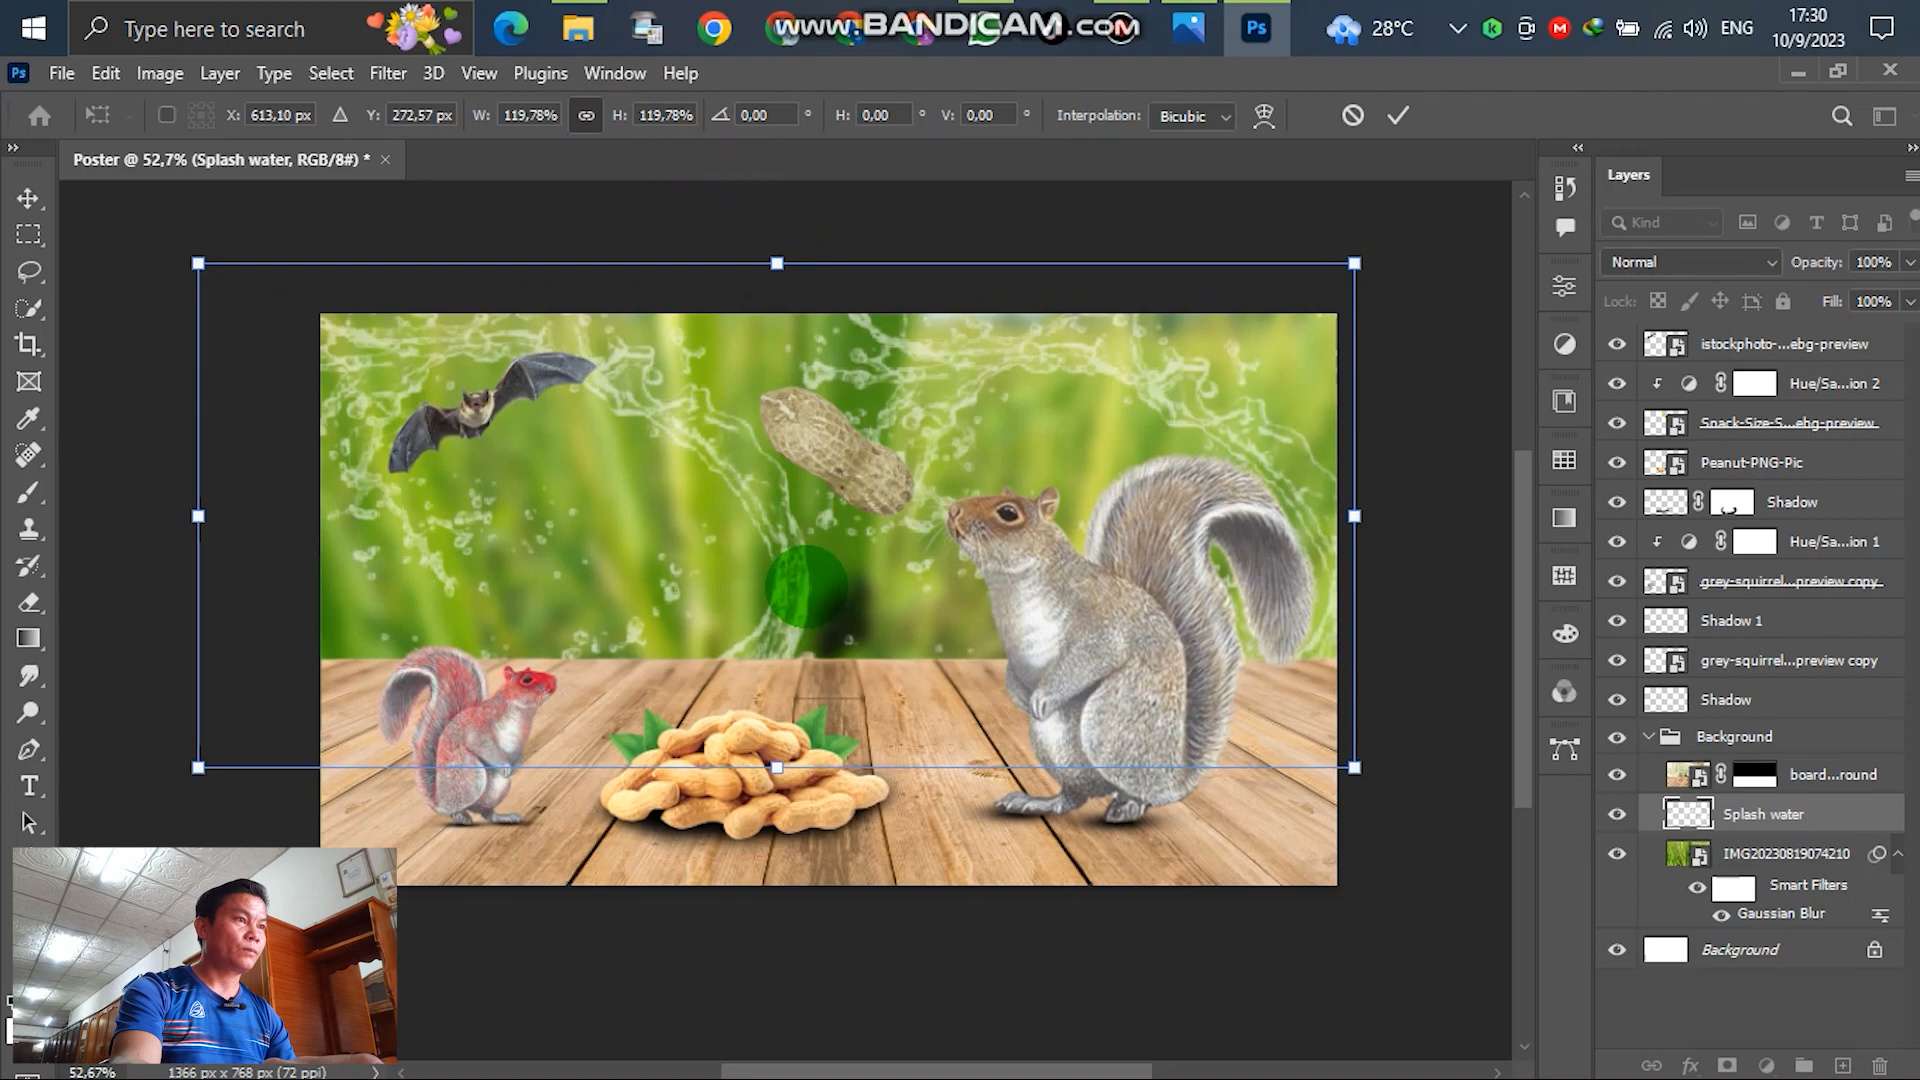 Type here to search
www.BANDICAM.com
28°C
ENG
17:30
10/9/2023
Ps
Ps
File Edit Image Layer Type Select Filter 3D View Plugins Window Help
X: 613,10 px Y: 272,57 px W: 119,78% H: 119,78% 0,00 ° H: 0,00 ° V: 0,00 ° Interpolation: Bicubic
Poster @ 52,7% (Splash water, RGB/8#) * ×
Layers
Kind
Normal Opacity: 100%
Lock: Fill: 100%
istockphoto-...ebg-preview
Hue/Sa...ion 2
Snack-Size-S...ebg-preview
Peanut-PNG-Pic
Shadow
Hue/Sa...ion 1
grey-squirrel...preview copy
Shadow 1
grey-squirrel...preview copy
Shadow
Background
board...round
Splash water
IMG20230819074210
Smart Filters
Gaussian Blur
Background
52,67% 1366 px x 768 px (72 ppi)